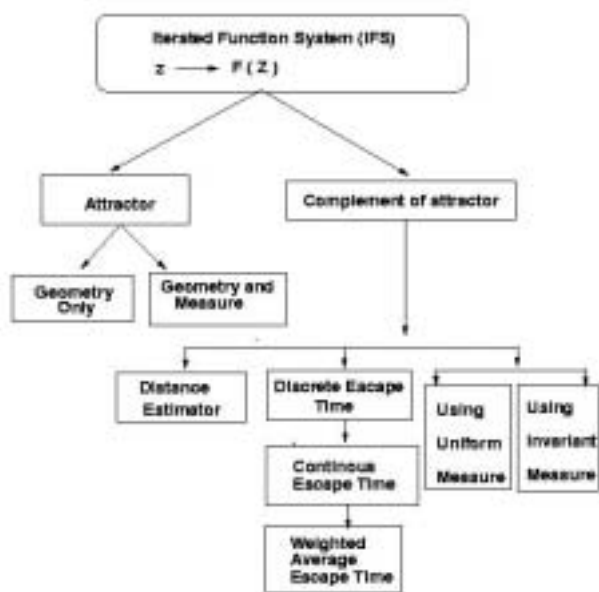 Iterated Function System (IFS)
z F ( Z )
Attractor
Complement of attractor
Geometry
Only
Geometry and
Measure
Distance
Estimator
Discrete Escape
Time
Using
Uniform
Measure
Using
Invariant
Measure
Continous
Escape Time
Weighted
Average
Escape Time